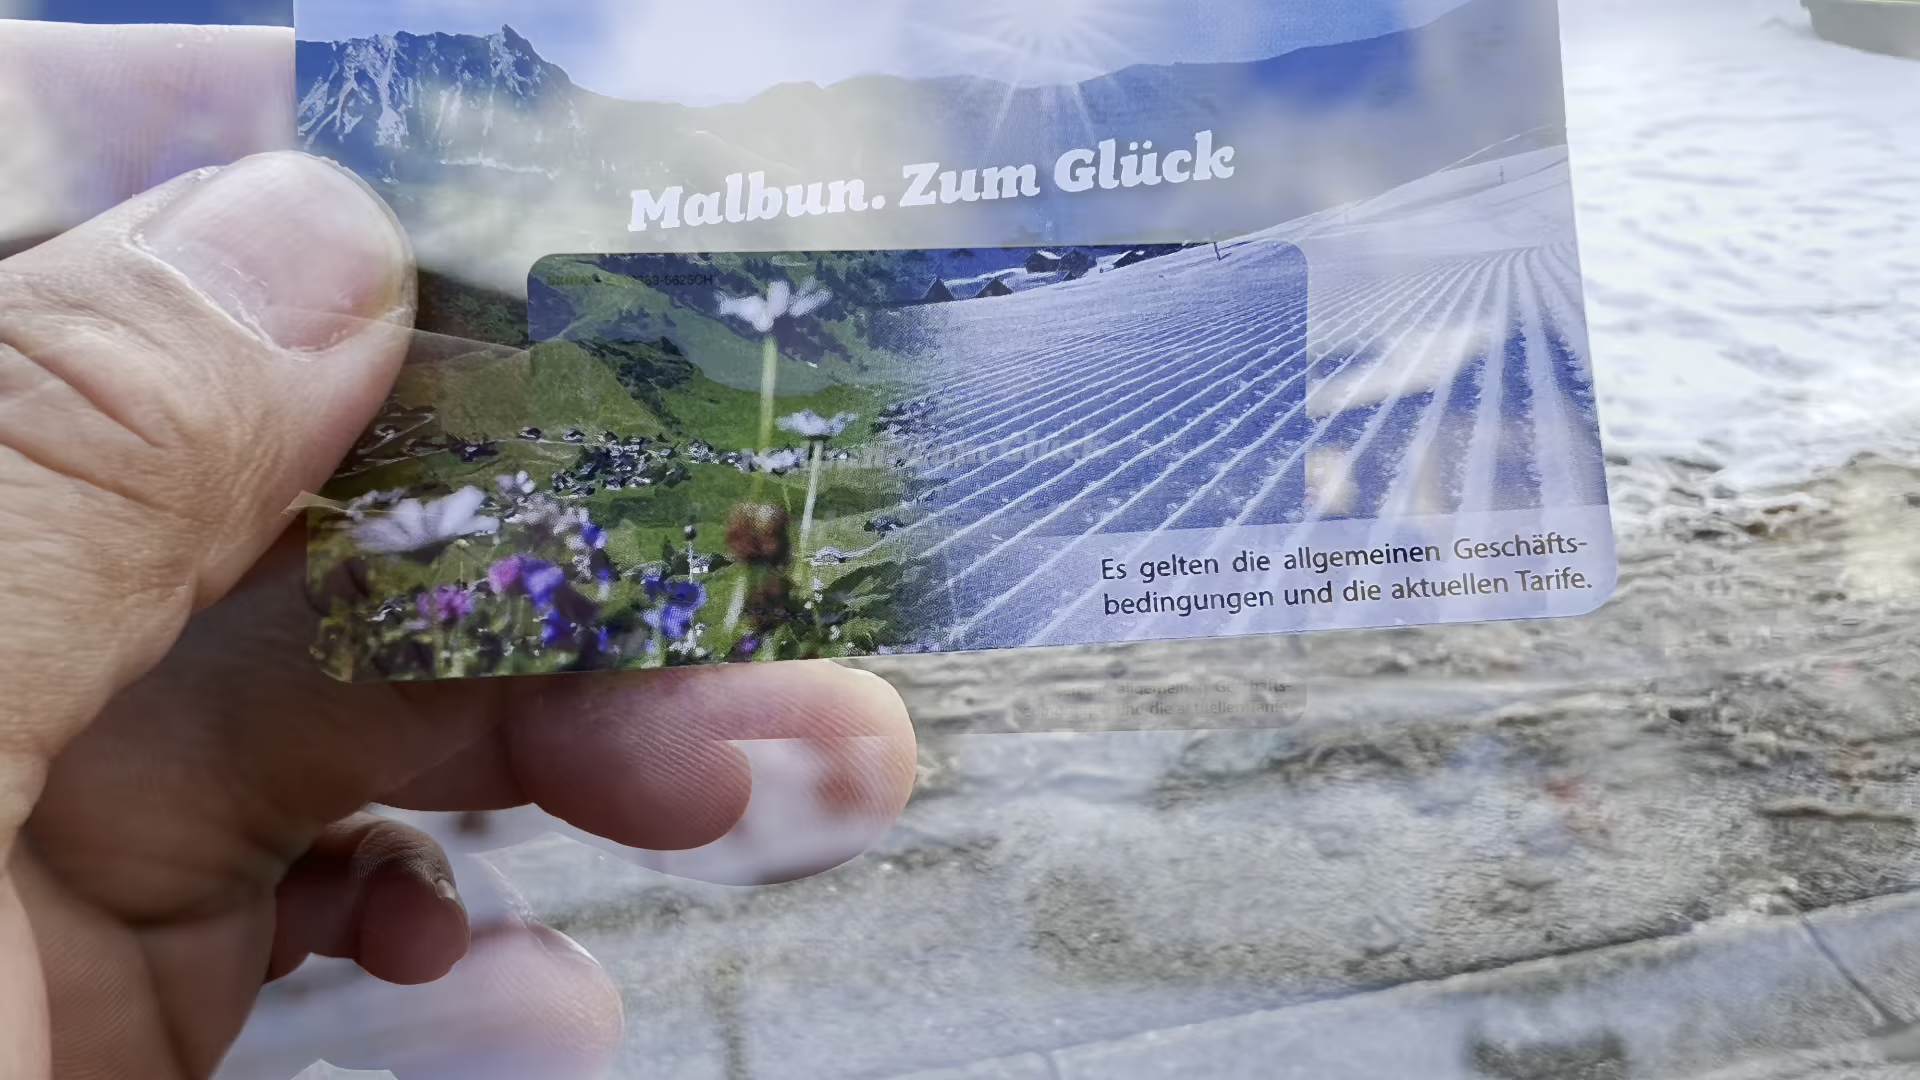 Malbun. Zum Glück
Es gelten die allgemeinen Geschäfts-
bedingungen und die aktuellen Tarife.